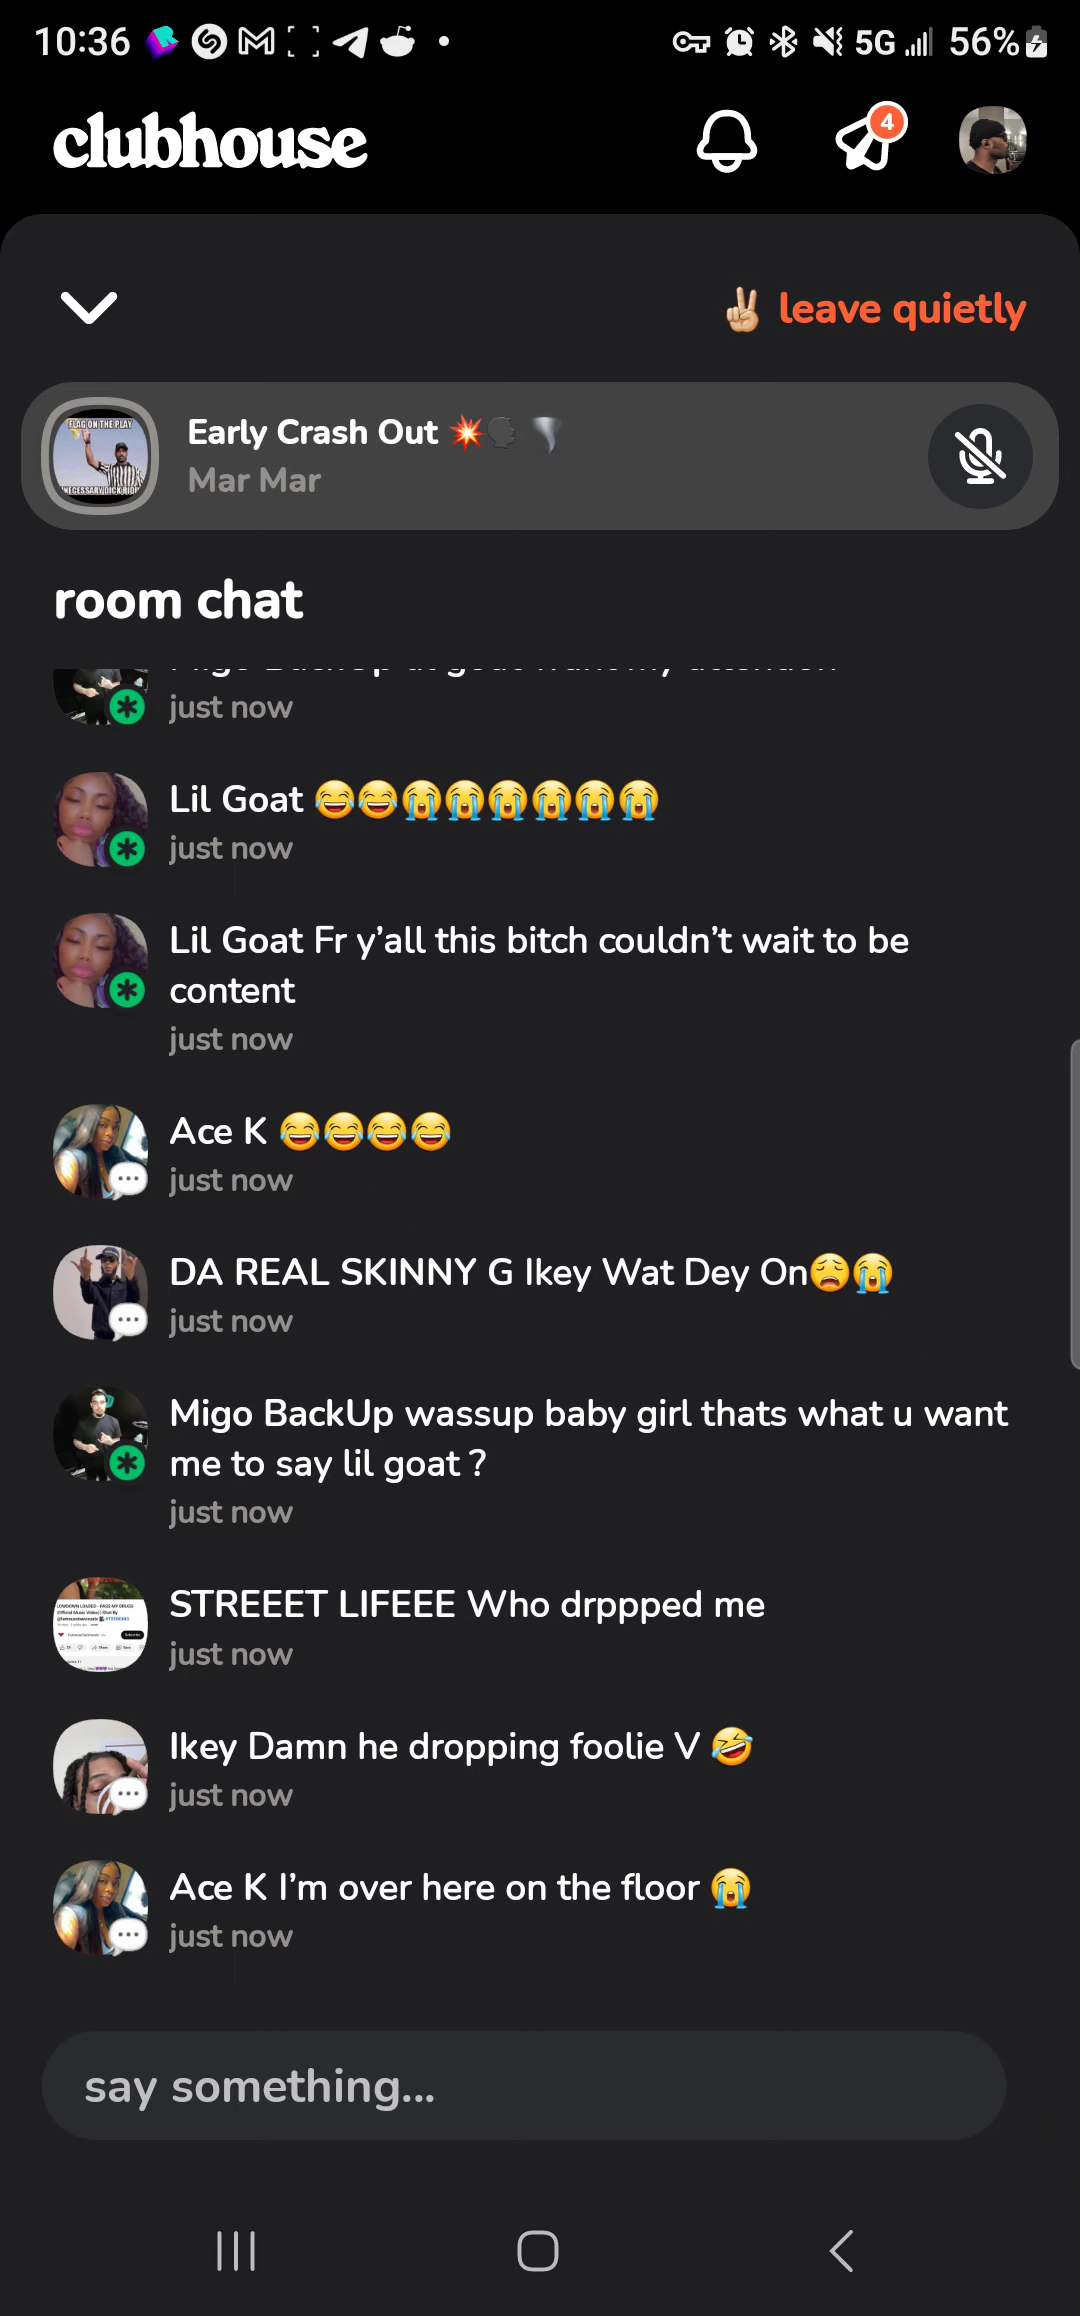 10:36
5G 56%
clubhouse
4
✌🏼 leave quietly
FLAG ON THE PLAY
Early Crash Out 💥🗣️🌪️
Mar Mar
room chat
just now
Lil Goat 😂😂😭😭😭😭😭😭
just now
Lil Goat Fr y’all this bitch couldn’t wait to be
content
just now
Ace K 😂😂😂😂
just now
DA REAL SKINNY G Ikey Wat Dey On😩😭
just now
Migo BackUp wassup baby girl thats what u want
me to say lil goat ?
just now
STREEET LIFEEE Who drppped me
just now
Ikey Damn he dropping foolie V 🤣
just now
Ace K I’m over here on the floor 😭
just now
say something...